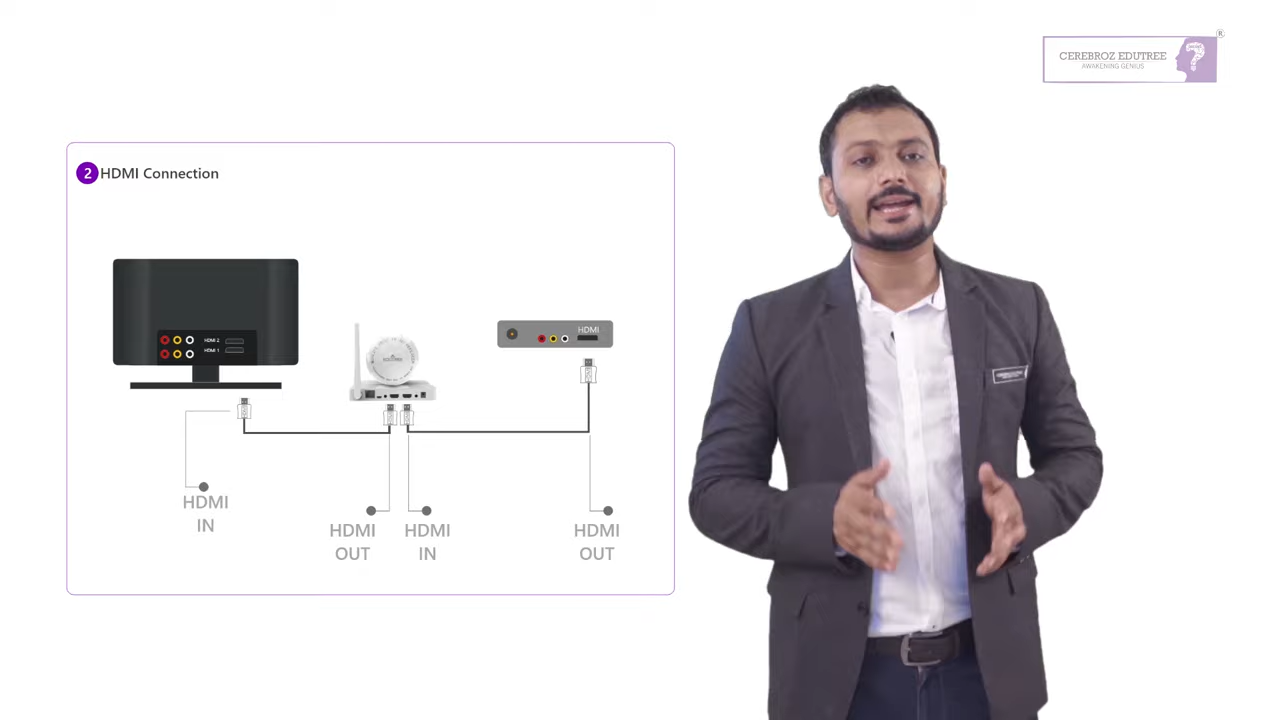 ®
CEREBROZ EDUTREE
AWAKENING GENIUS
2 HDMI Connection
HDMI 2
HDMI 1
HDMI
HDMI
IN
HDMI
OUT
HDMI
IN
HDMI
OUT